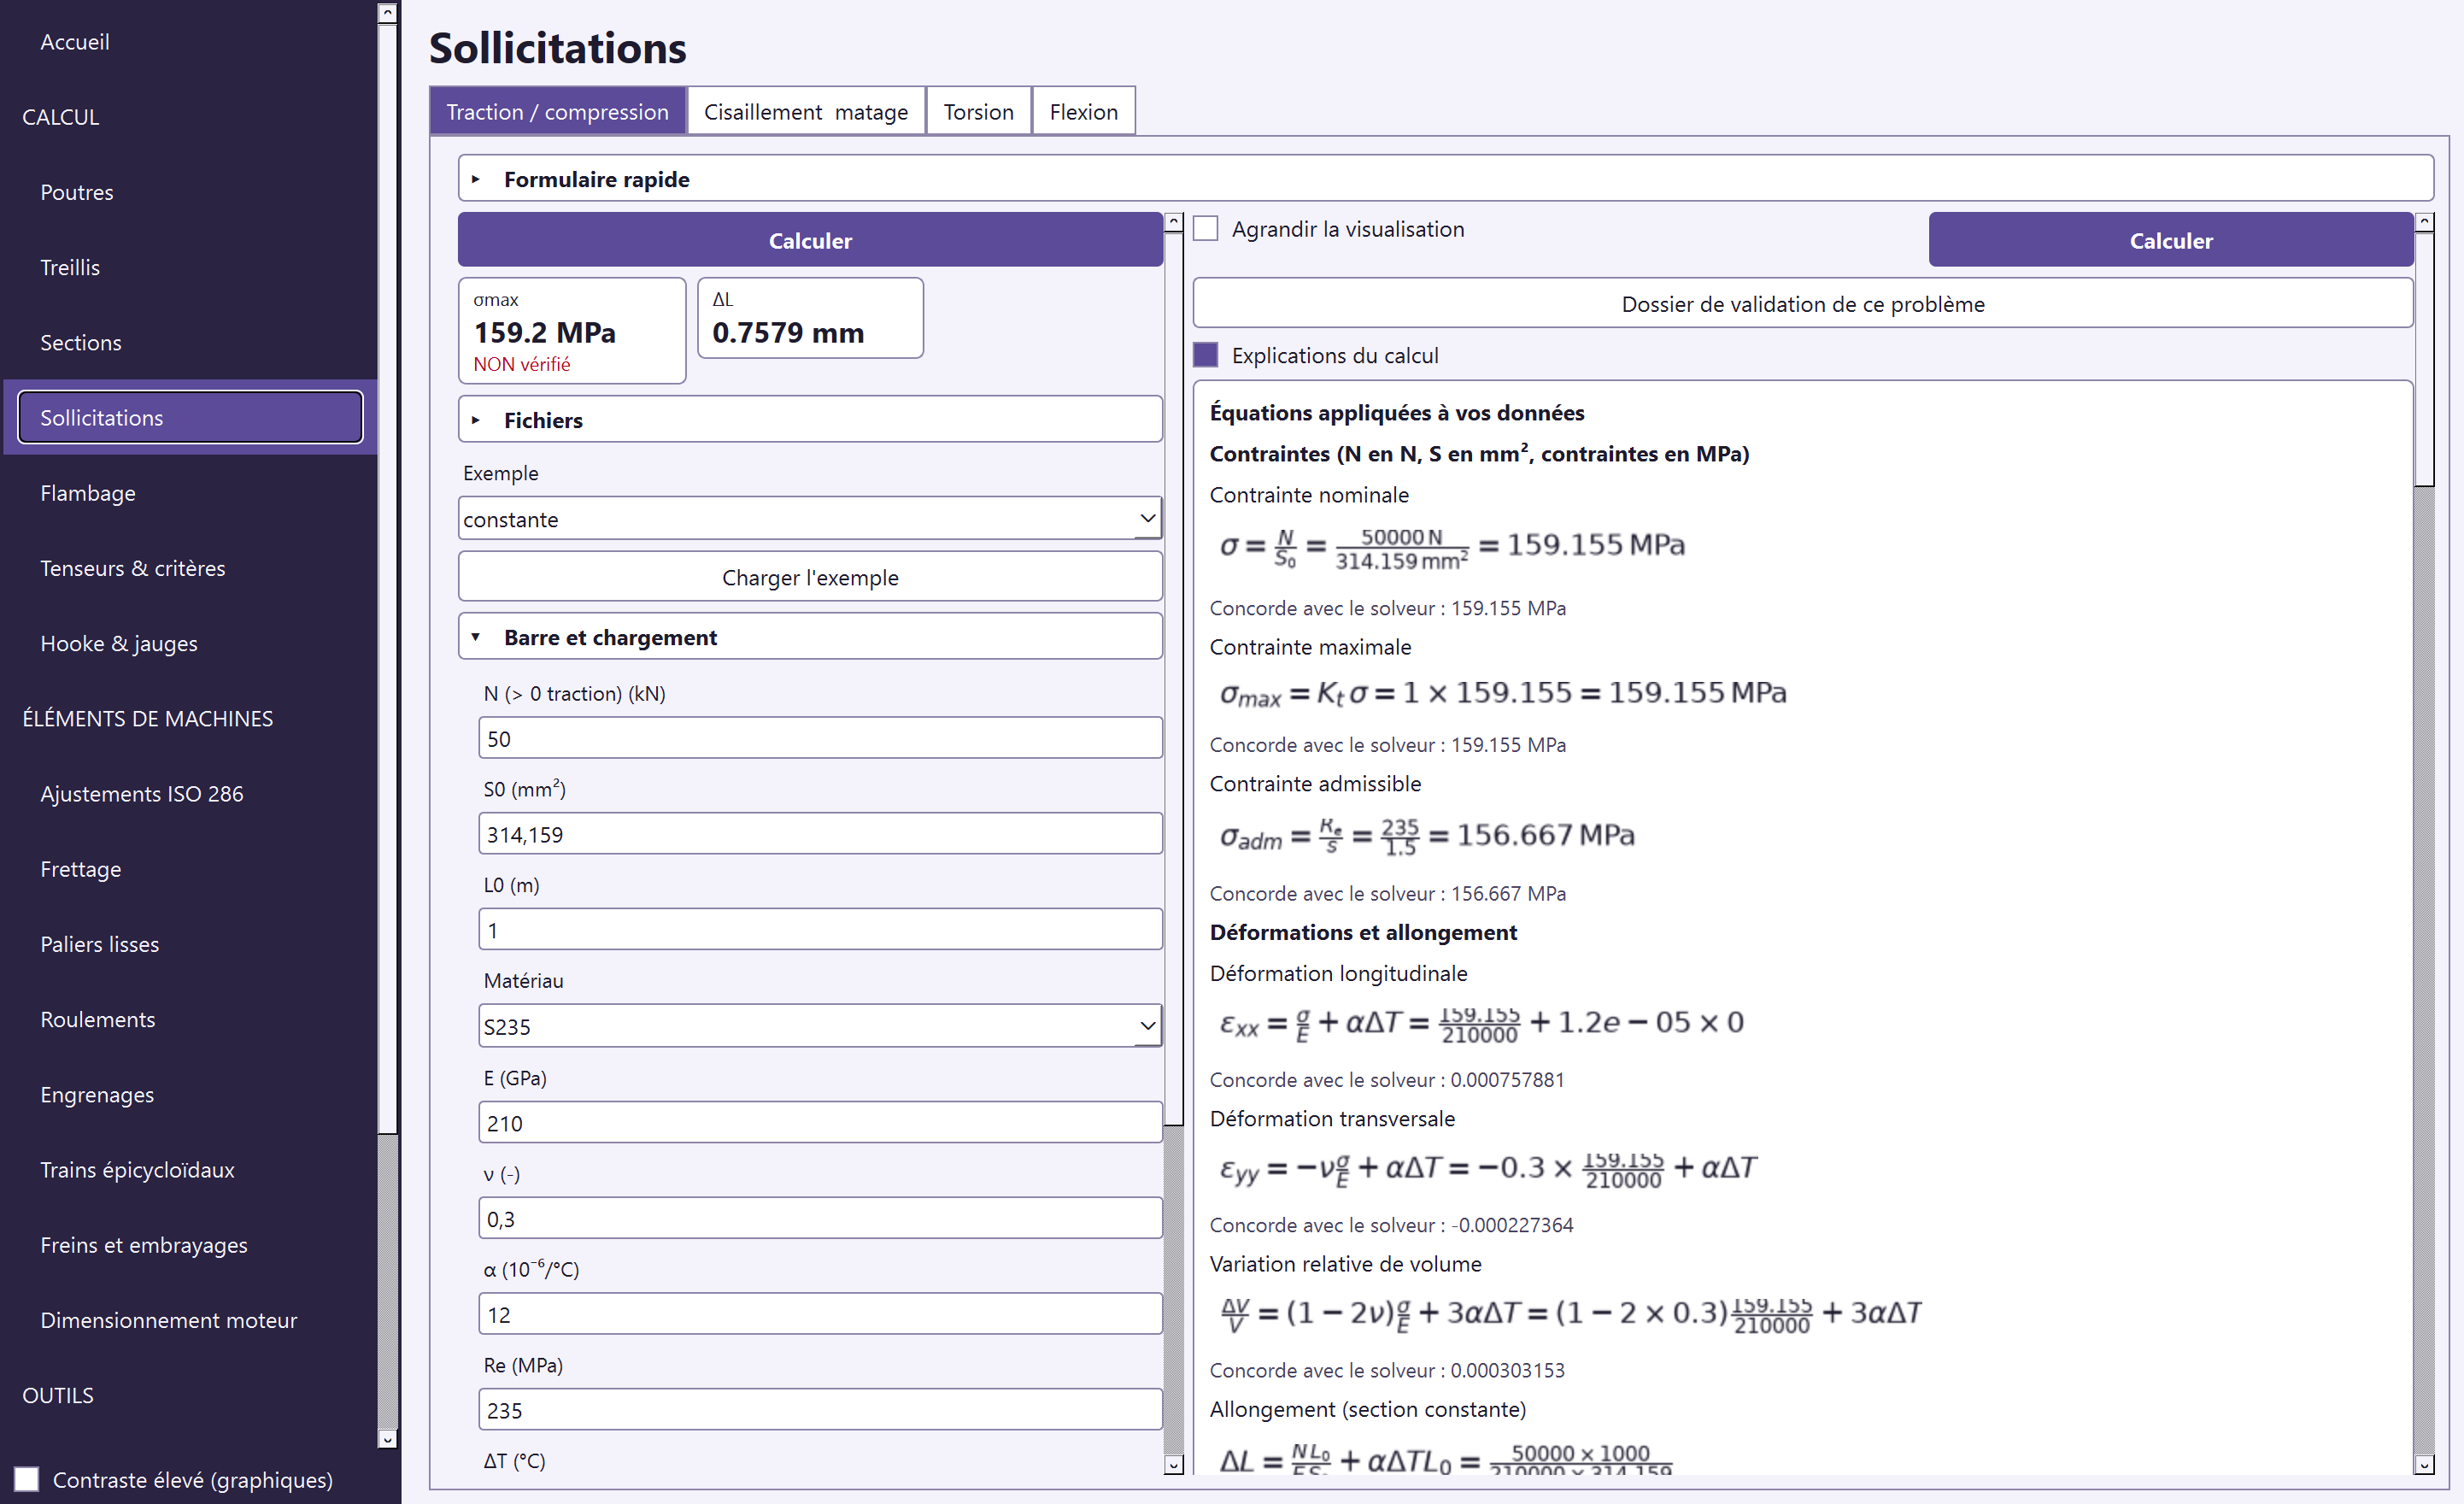 Accueil
CALCUL
Poutres
Treillis
Sections
Sollicitations
Flambage
Tenseurs & critères
Hooke & jauges
ÉLÉMENTS DE MACHINES
Ajustements ISO 286
Frettage
Paliers lisses
Roulements
Engrenages
Trains épicycloïdaux
Freins et embrayages
Dimensionnement moteur
OUTILS
Contraste élevé (graphiques)
Sollicitations
Traction / compression
Cisaillement matage
Torsion
Flexion
Formulaire rapide
Calculer
σmax
159.2 MPa
NON vérifié
ΔL
0.7579 mm
Fichiers
Exemple
constante
Charger l'exemple
Barre et chargement
N (> 0 traction) (kN)
50
S0 (mm²)
314,159
L0 (m)
1
Matériau
S235
E (GPa)
210
ν (-)
0,3
α (10⁻⁶/°C)
12
Re (MPa)
235
ΔT (°C)
Agrandir la visualisation
Calculer
Dossier de validation de ce problème
Explications du calcul
Équations appliquées à vos données
Contraintes (N en N, S en mm², contraintes en MPa)
Contrainte nominale
σ = N/S₀ = 50000 N/314.159 mm² = 159.155 MPa
Concorde avec le solveur : 159.155 MPa
Contrainte maximale
σmax = Kt σ = 1 × 159.155 = 159.155 MPa
Concorde avec le solveur : 159.155 MPa
Contrainte admissible
σadm = Re/s = 235/1.5 = 156.667 MPa
Concorde avec le solveur : 156.667 MPa
Déformations et allongement
Déformation longitudinale
εxx = σ/E + αΔT = 159.155/210000 + 1.2e − 05 × 0
Concorde avec le solveur : 0.000757881
Déformation transversale
εyy = −ν σ/E + αΔT = −0.3 × 159.155/210000 + αΔT
Concorde avec le solveur : -0.000227364
Variation relative de volume
ΔV/V = (1 − 2ν) σ/E + 3αΔT = (1 − 2 × 0.3) 159.155/210000 + 3αΔT
Concorde avec le solveur : 0.000303153
Allongement (section constante)
ΔL = NL₀/ES₀ + αΔTL₀ = 50000 × 1000/210000 × 314.159